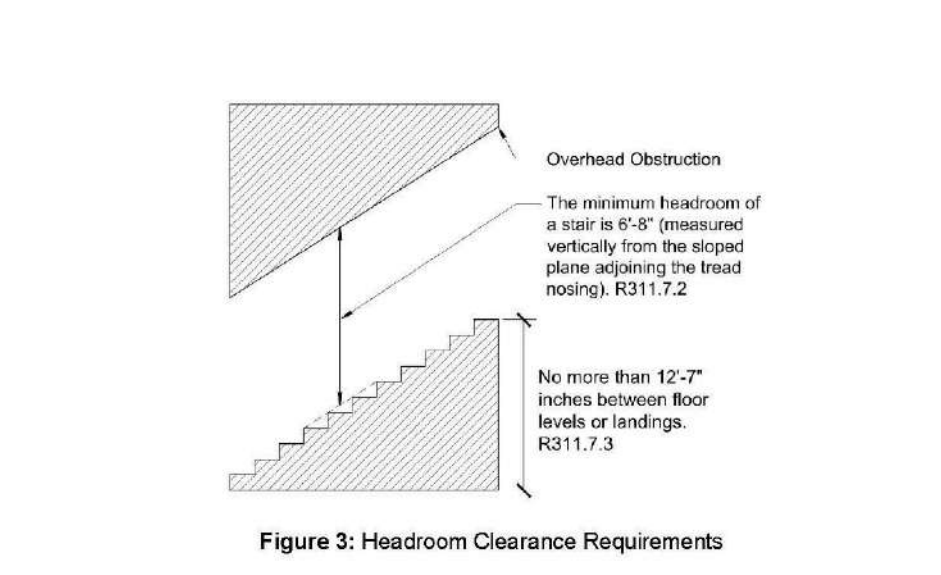 Overhead Obstruction
The minimum headroom of
a stair is 6'-8" (measured
vertically from the sloped
plane adjoining the tread
nosing). R311.7.2
No more than 12'-7"
inches between floor
levels or landings.
R311.7.3
Figure 3: Headroom Clearance Requirements